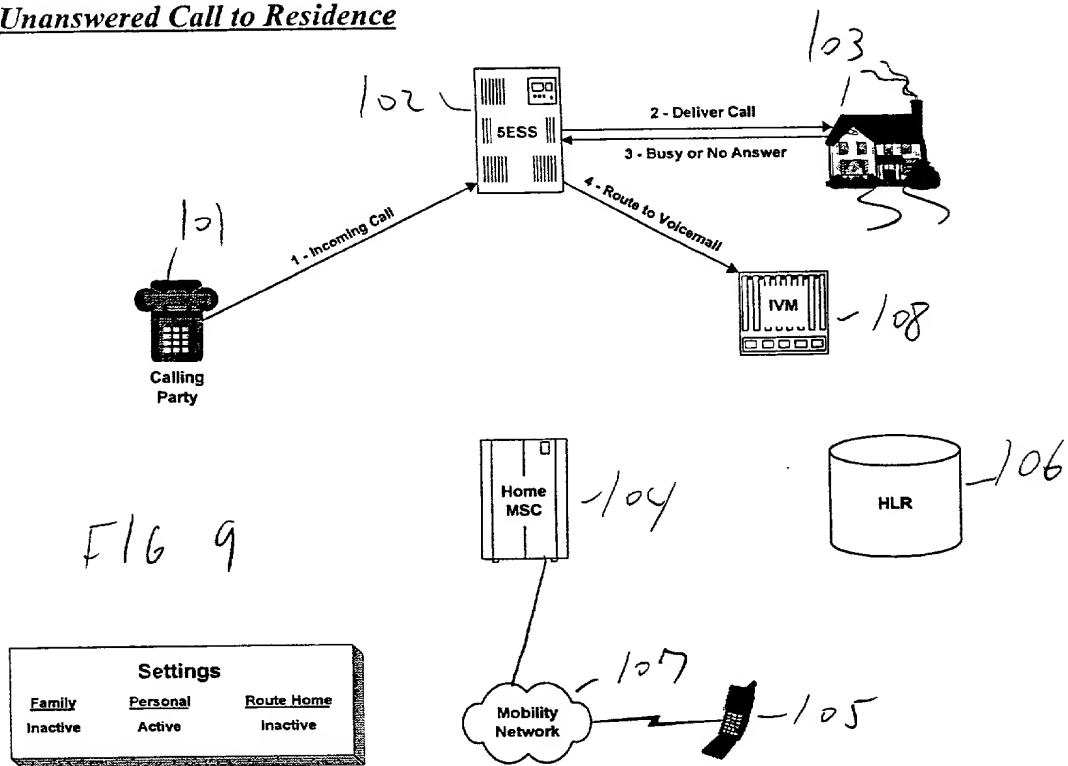 Unanswered Call to Residence
103
102
5ESS
2 - Deliver Call
3 - Busy or No Answer
4 - Route to Voicemail
101
1 - Incoming Call
IVM
108
Calling
Party
Home
MSC
104
HLR
106
FIG 9
Settings
Family Personal Route Home
Inactive Active Inactive
107
Mobility
Network
105